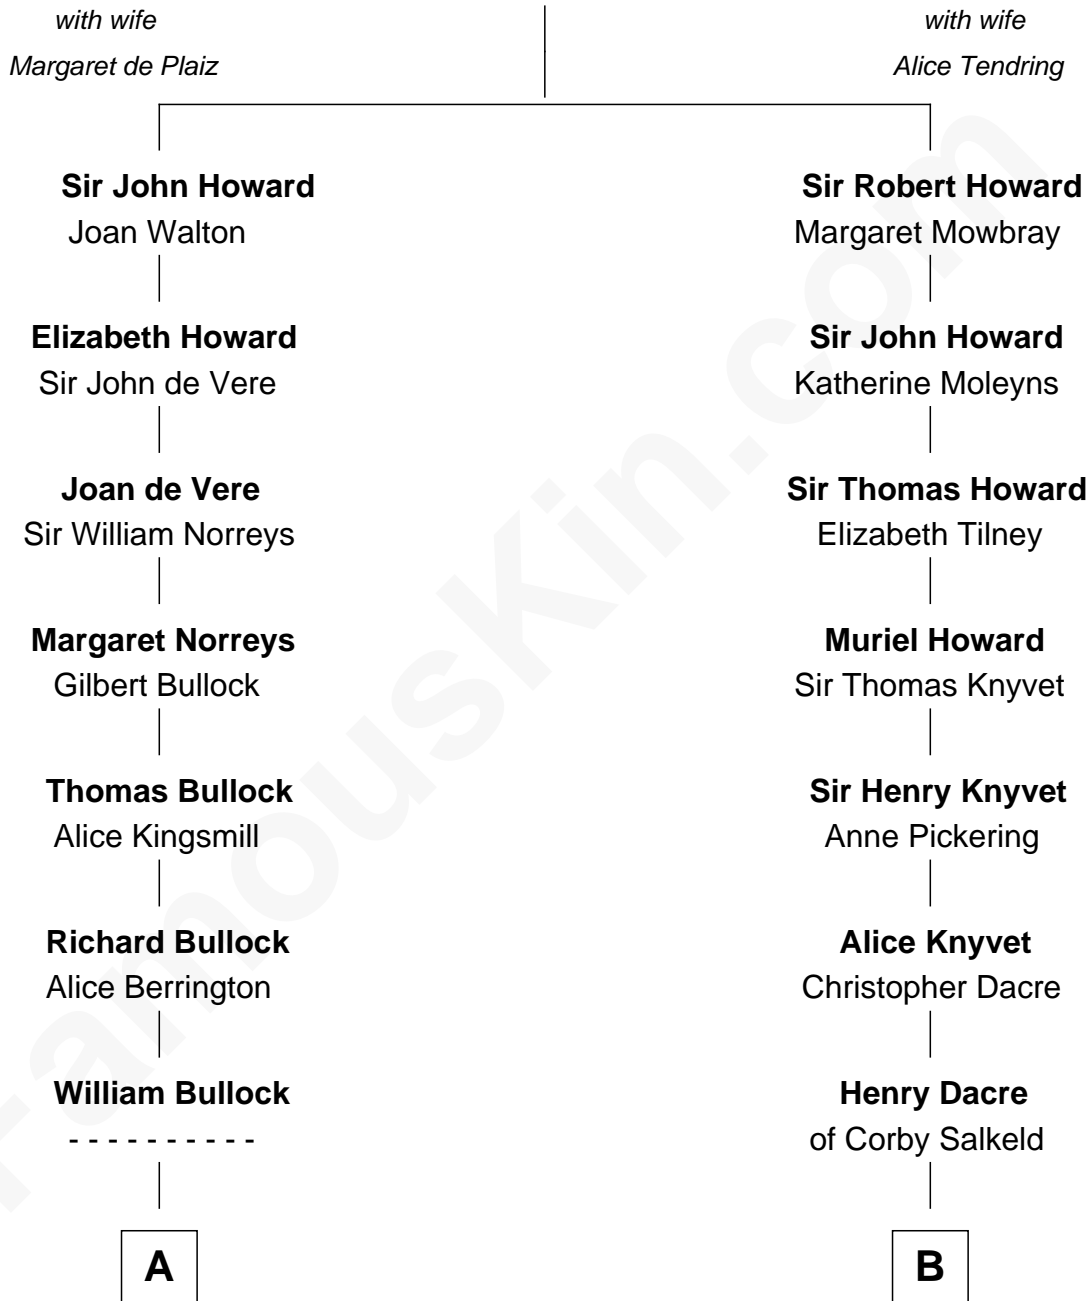 with wife
Margaret de Plaiz
with wife
Alice Tendring
Sir John Howard
Joan Walton
Sir Robert Howard
Margaret Mowbray
Elizabeth Howard
Sir John de Vere
Sir John Howard
Katherine Moleyns
Joan de Vere
Sir William Norreys
Sir Thomas Howard
Elizabeth Tilney
Margaret Norreys
Gilbert Bullock
Muriel Howard
Sir Thomas Knyvet
Thomas Bullock
Alice Kingsmill
Sir Henry Knyvet
Anne Pickering
Richard Bullock
Alice Berrington
Alice Knyvet
Christopher Dacre
William Bullock
- - - - - - - - - -
Henry Dacre
of Corby Salkeld
A
B
FamousKin.com